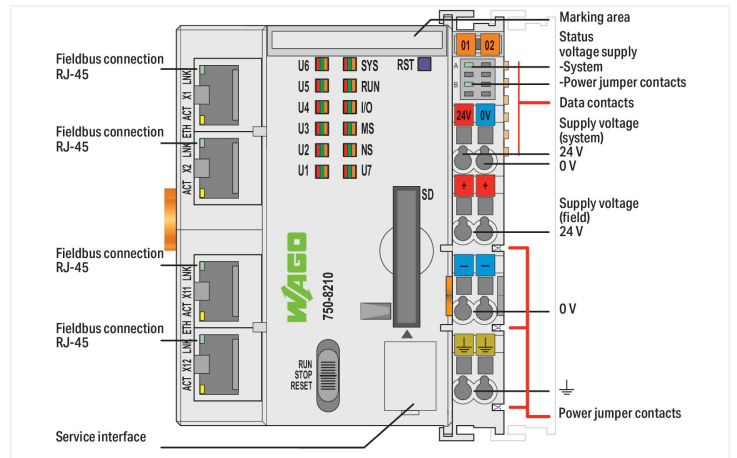 Marking area
Status
voltage supply
-System
-Power jumper contacts
Data contacts
Supply voltage
(system)
24 V
0 V
Supply voltage
(field)
24 V
0 V
Power jumper contacts
Fieldbus connection
RJ-45
Fieldbus connection
RJ-45
Fieldbus connection
RJ-45
Fieldbus connection
RJ-45
Service interface
LNK
ACT X1
ETH
LNK
ACT X2
LNK
ACT X11
ETH
LNK
ACT X12
U6 SYS RST
U5 RUN
U4 I/O
U3 MS
U2 NS
U1 U7
SD
WAGO
750-8210
RUN
STOP
RESET
01 02
A
B
24V 0V
+ +
— —